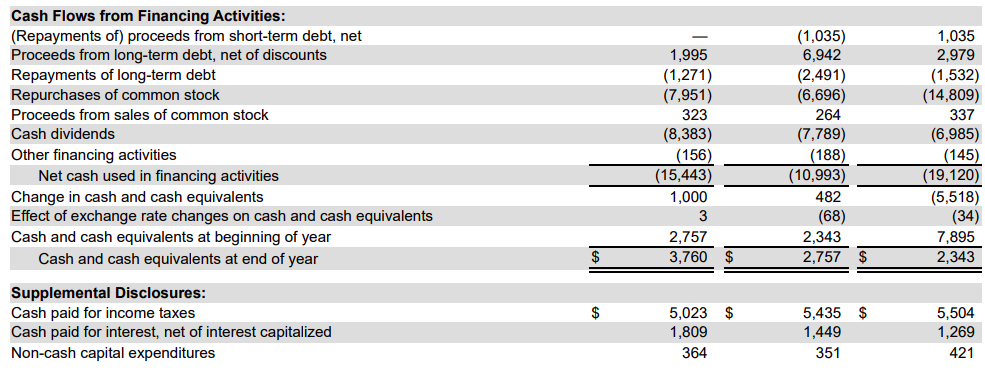 Cash Flows from Financing Activities:
(Repayments of) proceeds from short-term debt, net — (1,035) 1,035
Proceeds from long-term debt, net of discounts 1,995 6,942 2,979
Repayments of long-term debt (1,271) (2,491) (1,532)
Repurchases of common stock (7,951) (6,696) (14,809)
Proceeds from sales of common stock 323 264 337
Cash dividends (8,383) (7,789) (6,985)
Other financing activities (156) (188) (145)
Net cash used in financing activities (15,443) (10,993) (19,120)
Change in cash and cash equivalents 1,000 482 (5,518)
Effect of exchange rate changes on cash and cash equivalents 3 (68) (34)
Cash and cash equivalents at beginning of year 2,757 2,343 7,895
Cash and cash equivalents at end of year $ 3,760 $ 2,757 $ 2,343
Supplemental Disclosures:
Cash paid for income taxes $ 5,023 $ 5,435 $ 5,504
Cash paid for interest, net of interest capitalized 1,809 1,449 1,269
Non-cash capital expenditures 364 351 421